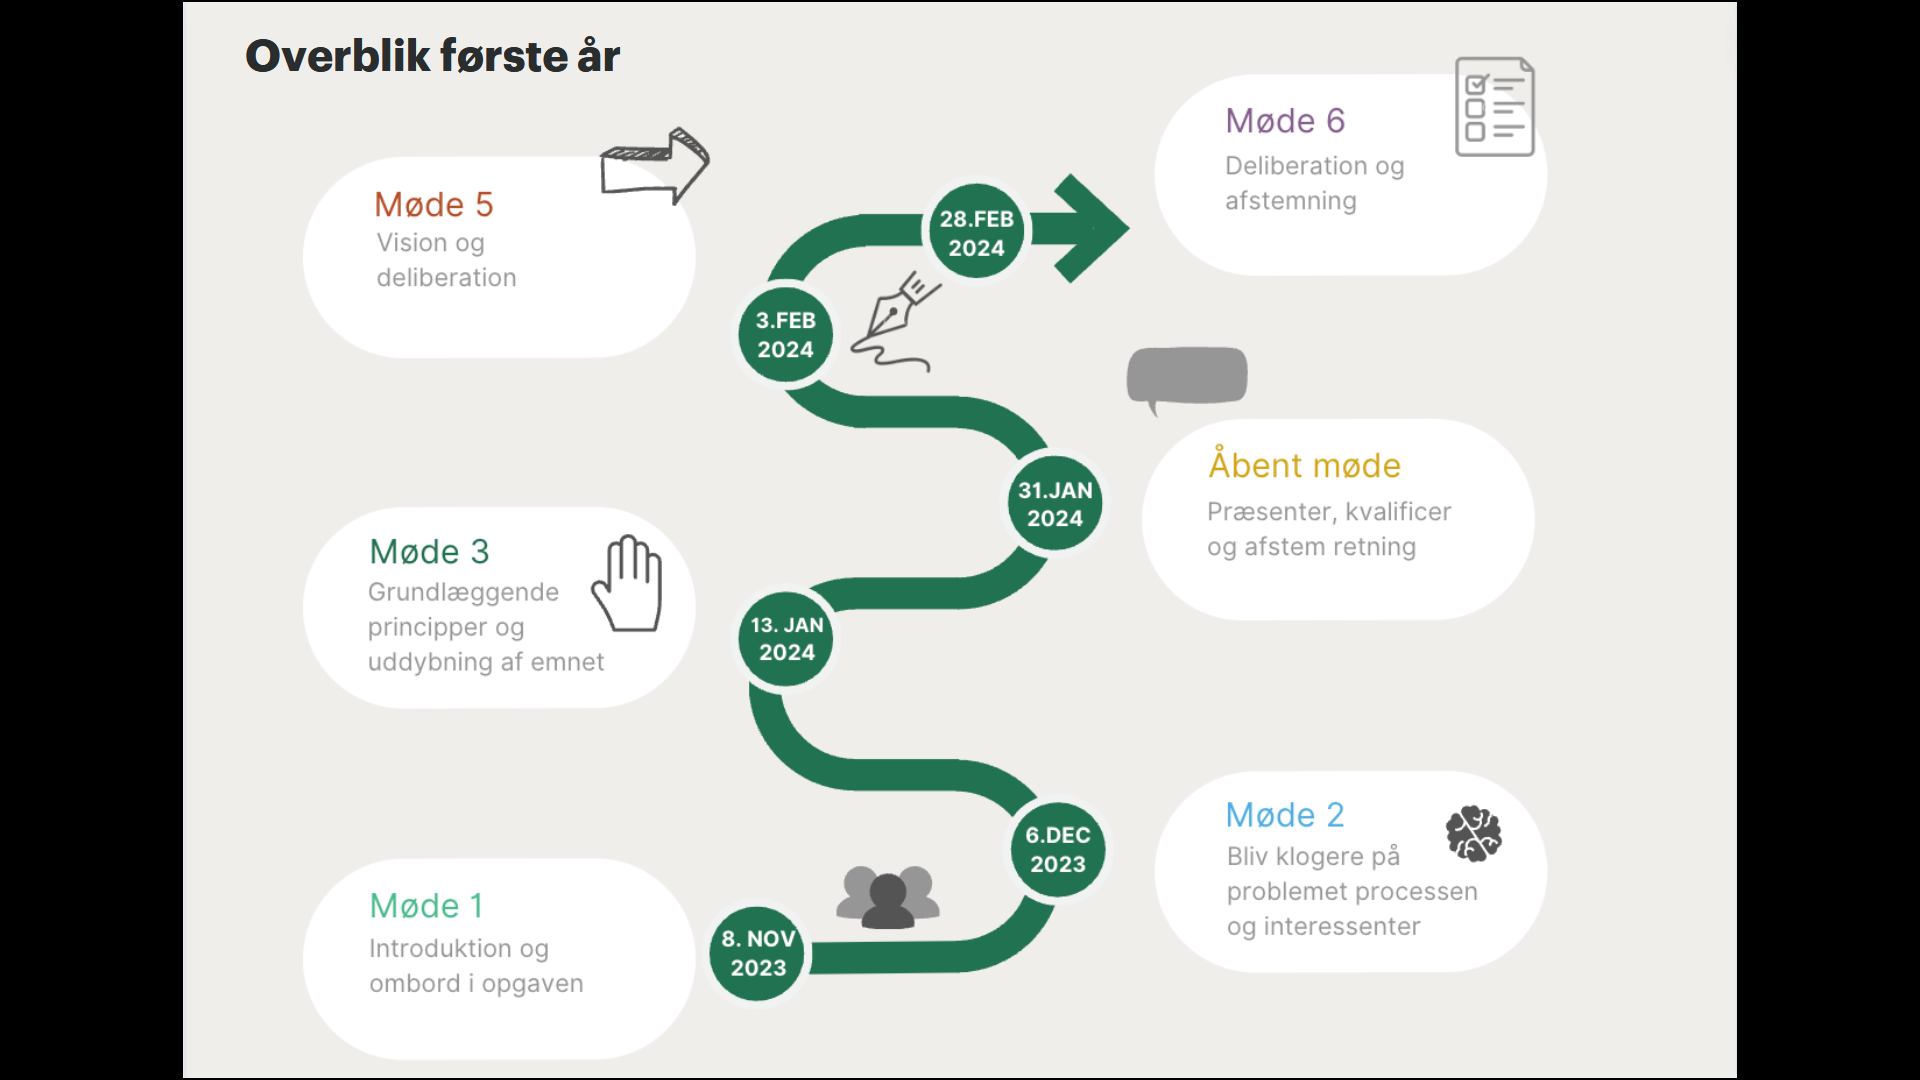 Overblik første år
Møde 6
Deliberation og
afstemning
Møde 5
Vision og
deliberation
28.FEB
2024
3.FEB
2024
Åbent møde
Præsenter, kvalificer
og afstem retning
31.JAN
2024
Møde 3
Grundlæggende
principper og
uddybning af emnet
13. JAN
2024
Møde 2
Bliv klogere på
problemet processen
og interessenter
6.DEC
2023
Møde 1
Introduktion og
ombord i opgaven
8. NOV
2023